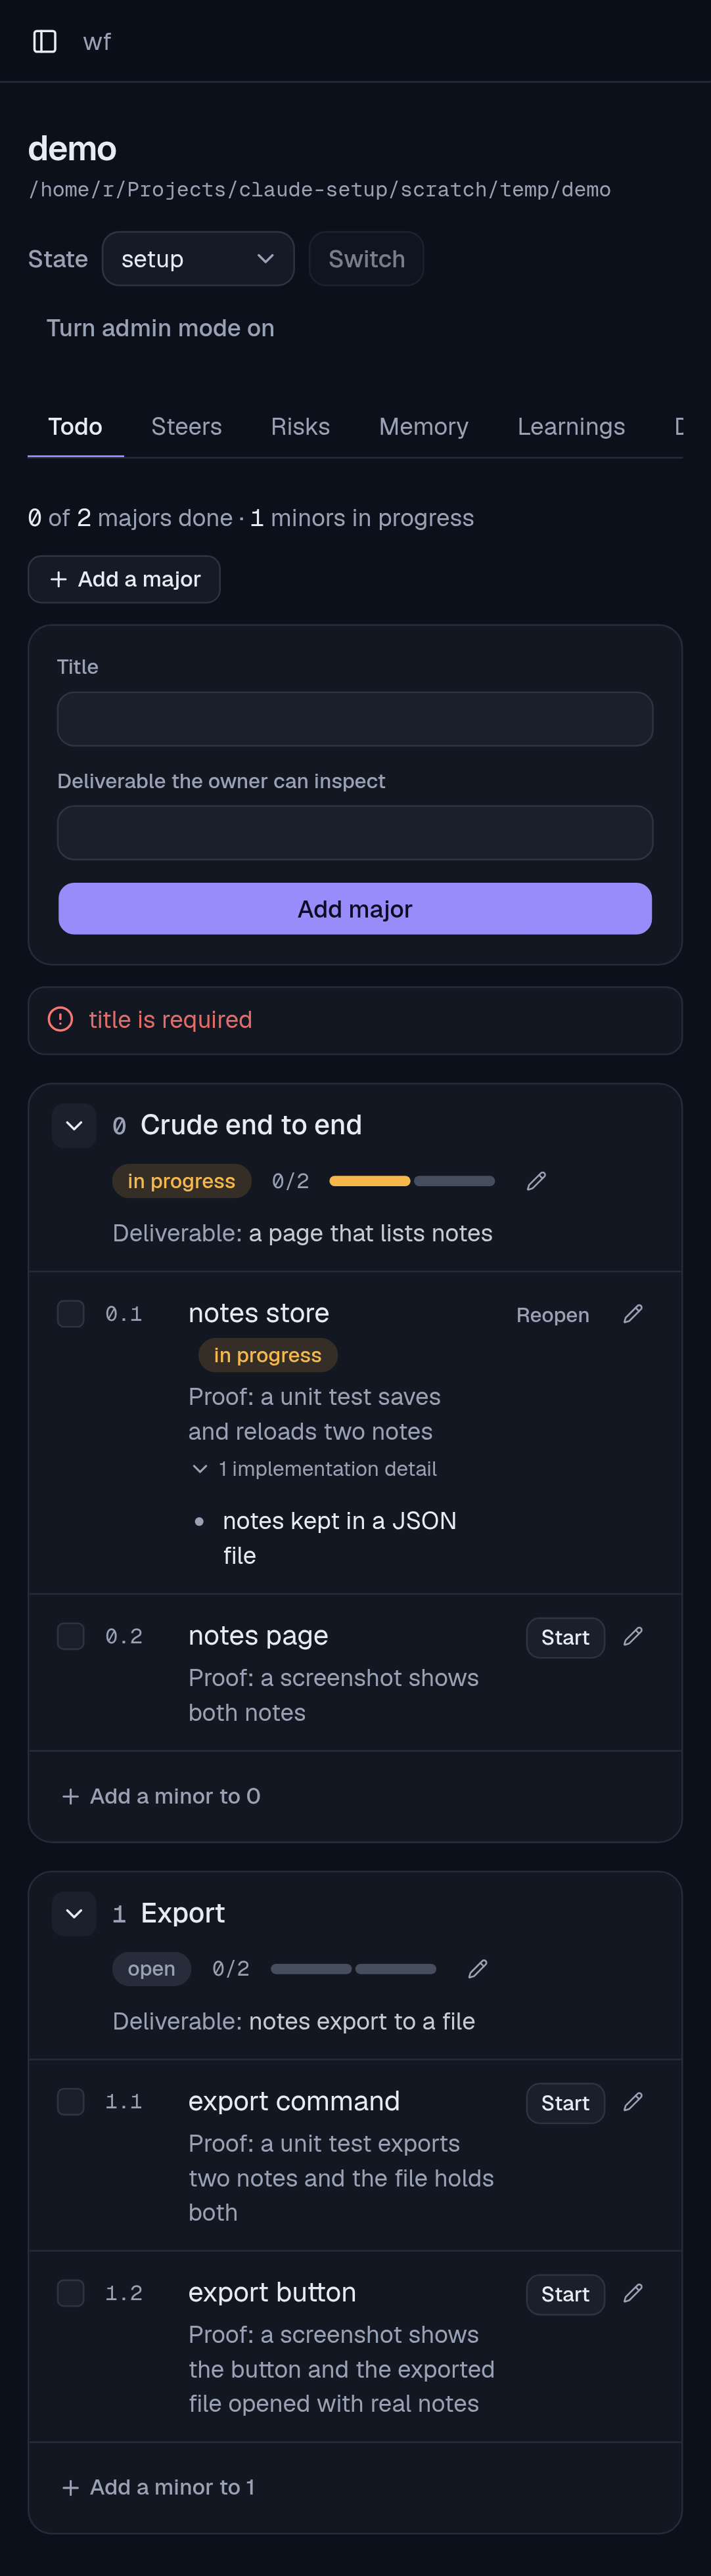 wf
demo
/home/r/Projects/claude-setup/scratch/temp/demo
State setup Switch
Turn admin mode on
Todo Steers Risks Memory Learnings
0 of 2 majors done · 1 minors in progress
+ Add a major
Title
Deliverable the owner can inspect
Add major
title is required
0 Crude end to end
in progress 0/2
Deliverable: a page that lists notes
0.1 notes store Reopen
in progress
Proof: a unit test saves
and reloads two notes
1 implementation detail
• notes kept in a JSON
file
0.2 notes page Start
Proof: a screenshot shows
both notes
+ Add a minor to 0
1 Export
open 0/2
Deliverable: notes export to a file
1.1 export command Start
Proof: a unit test exports
two notes and the file holds
both
1.2 export button Start
Proof: a screenshot shows
the button and the exported
file opened with real notes
+ Add a minor to 1